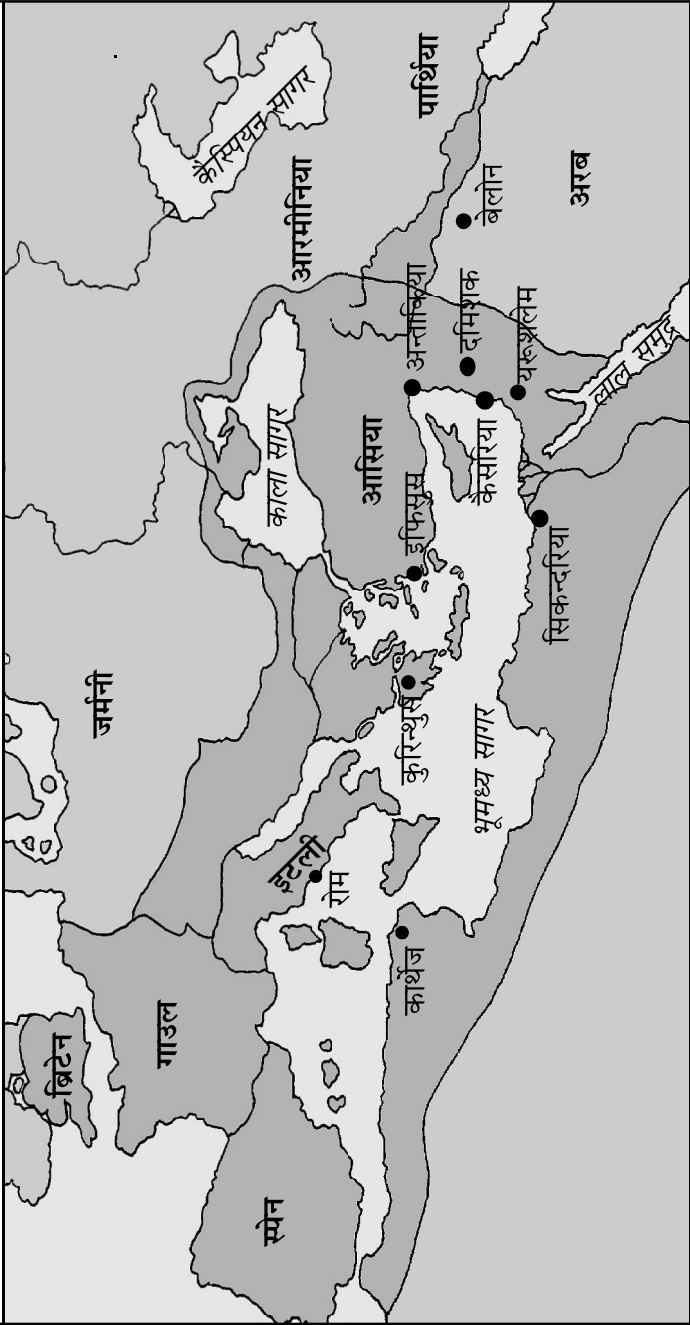 ब्रिटेन
जर्मनी
गाउल
स्पेन
इटली
रोम
कार्थेज
भूमध्य सागर
कुरिन्थुस
इफिसुस
काला सागर
आसिया
कैस्पियन सागर
आरमीनिया
पार्थिया
अन्ताकिया
दमिशक
कैसरिया
यरूशलेम
सिकन्दरिया
बेलोन
अरब
लाल समुद्र